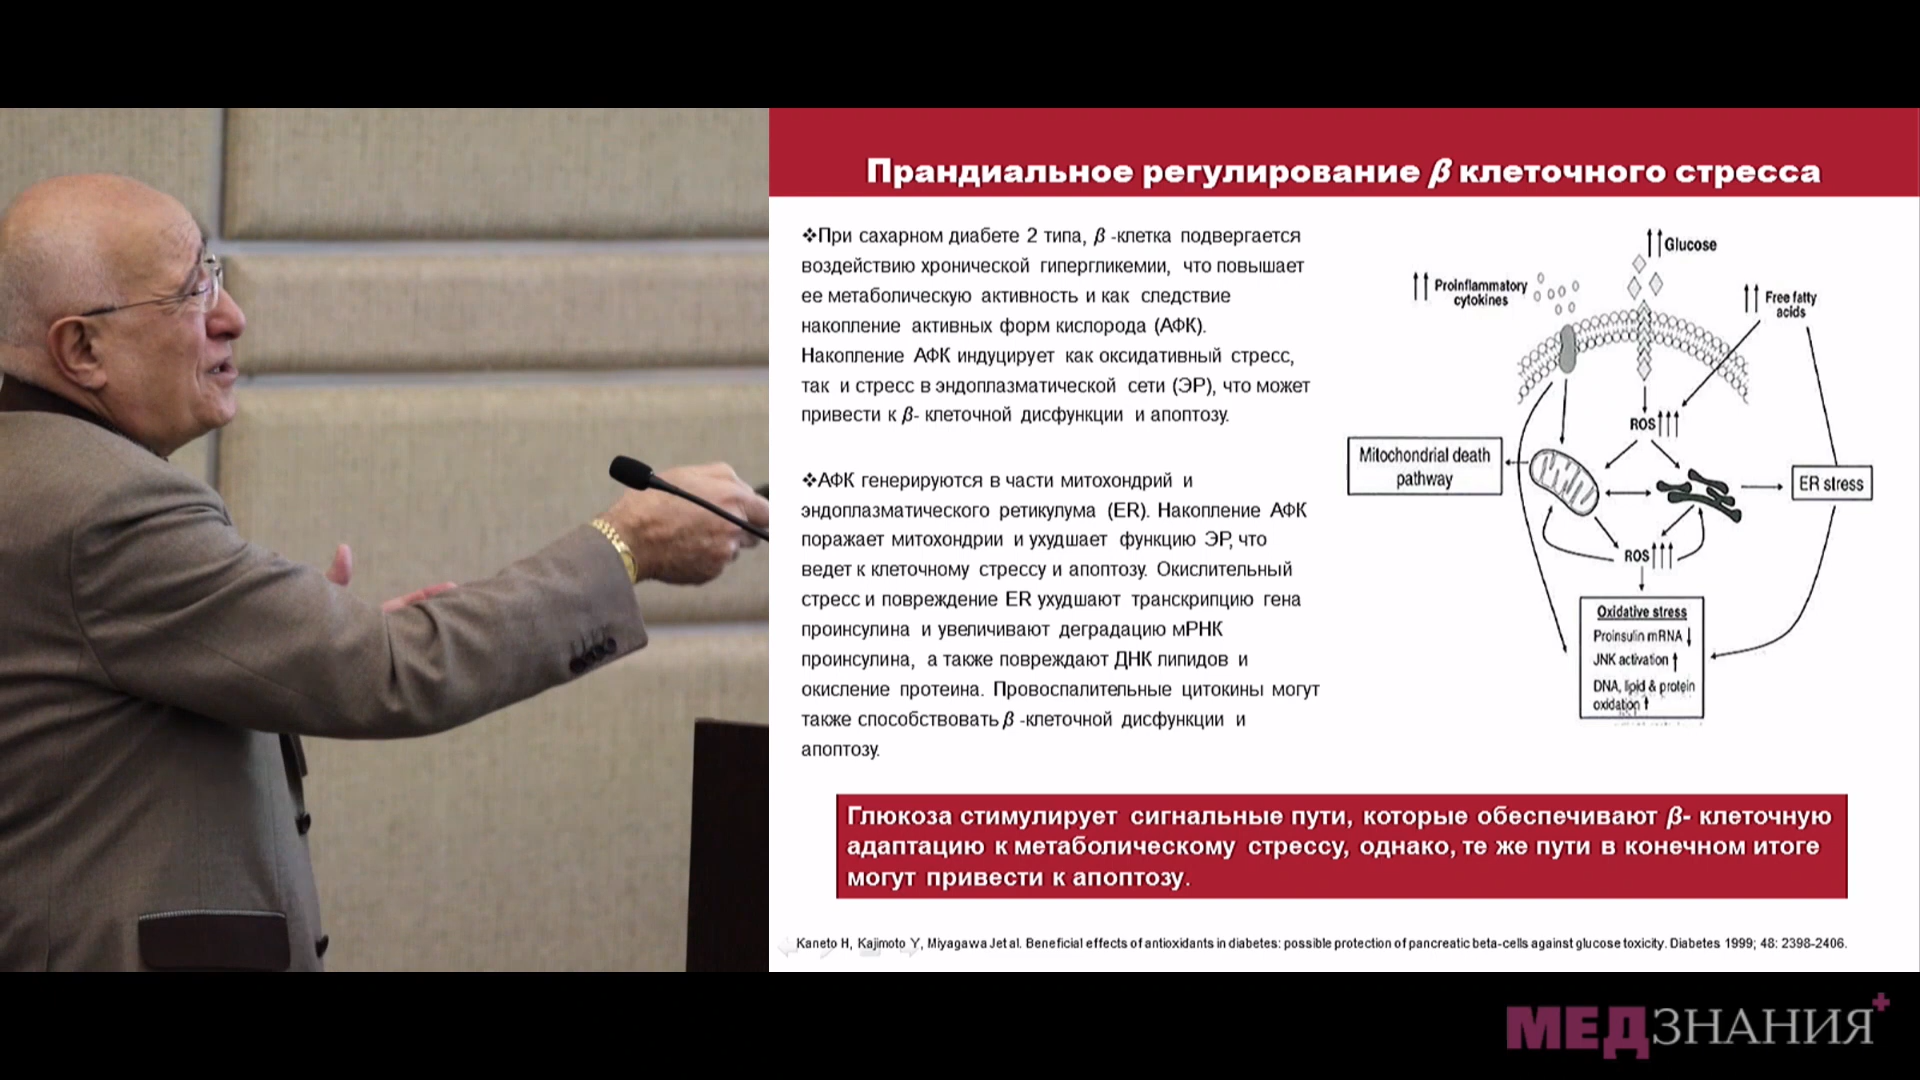 Прандиальное регулирование β клеточного стресса
❖При сахарном диабете 2 типа, β -клетка подвергается
воздействию хронической гипергликемии, что повышает
ее метаболическую активность и как следствие
накопление активных форм кислорода (АФК).
Накопление АФК индуцирует как оксидативный стресс,
так и стресс в эндоплазматической сети (ЭР), что может
привести к β- клеточной дисфункции и апоптозу.
❖АФК генерируются в части митохондрий и
эндоплазматического ретикулума (ER). Накопление АФК
поражает митохондрии и ухудшает функцию ЭР, что
ведет к клеточному стрессу и апоптозу. Окислительный
стресс и повреждение ER ухудшают транскрипцию гена
проинсулина и увеличивают деградацию мРНК
проинсулина, а также повреждают ДНК липидов и
окисление протеина. Провоспалительные цитокины могут
также способствовать β -клеточной дисфункции и
апоптозу.
↑↑ Glucose
↑↑ Proinflammatory
cytokines
↑↑ Free fatty
acids
ROS↑↑↑
Mitochondrial death
pathway
ER stress
ROS↑↑↑
Oxidative stress
Proinsulin mRNA↓
JNK activation↑
DNA, lipid & protein
oxidation↑
Глюкоза стимулирует сигнальные пути, которые обеспечивают β- клеточную
адаптацию к метаболическому стрессу, однако, те же пути в конечном итоге
могут привести к апоптозу.
Kaneto H, Kajimoto Y, Miyagawa J et al. Beneficial effects of antioxidants in diabetes: possible protection of pancreatic beta-cells against glucose toxicity. Diabetes 1999; 48: 2398-2406.
МЕДЗНАНИЯ+